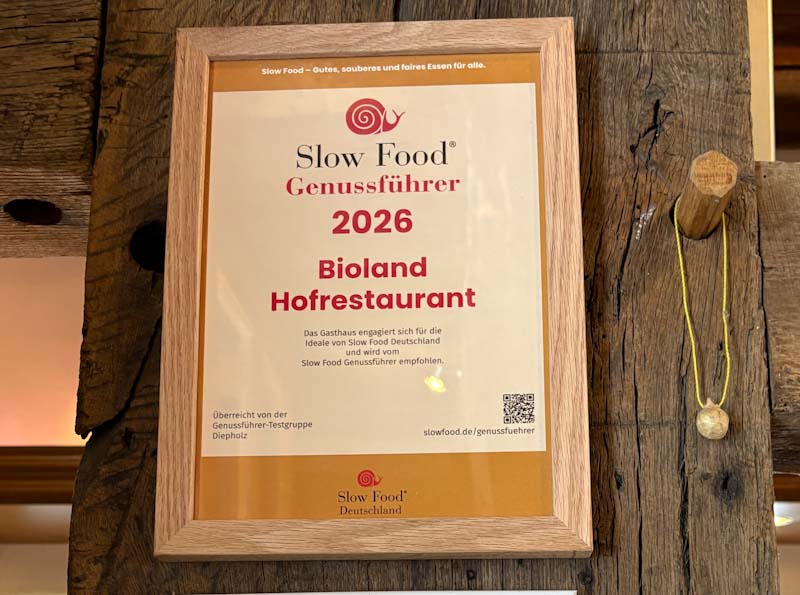 Slow Food – Gutes, sauberes und faires Essen für alle.
Slow Food®
Genussführer
2026
Bioland
Hofrestaurant
Das Gasthaus engagiert sich für die
Ideale von Slow Food Deutschland
und wird vom
Slow Food Genussführer empfohlen.
Überreicht von der
Genussführer-Testgruppe
Diepholz
slowfood.de/genussfuehrer
Slow Food®
Deutschland